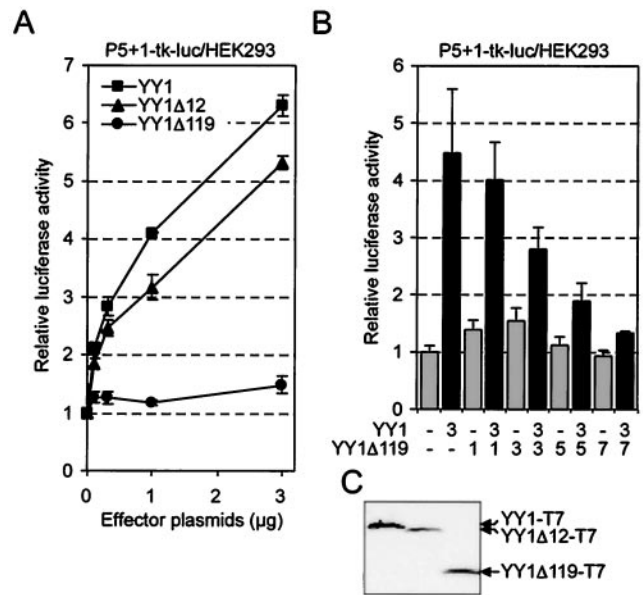 A
P5+1-tk-luc/HEK293
7
6
5
4
3
2
1
0
YY1
YY1Δ12
YY1Δ119
Relative luciferase activity
0 1 2 3
Effector plasmids (µg)
B
P5+1-tk-luc/HEK293
6
5
4
3
2
1
0
Relative luciferase activity
YY1 - 3 - 3 - 3 - 3 - 3
YY1Δ119 - - 1 1 3 3 5 5 7 7
C
YY1-T7
YY1Δ12-T7
YY1Δ119-T7